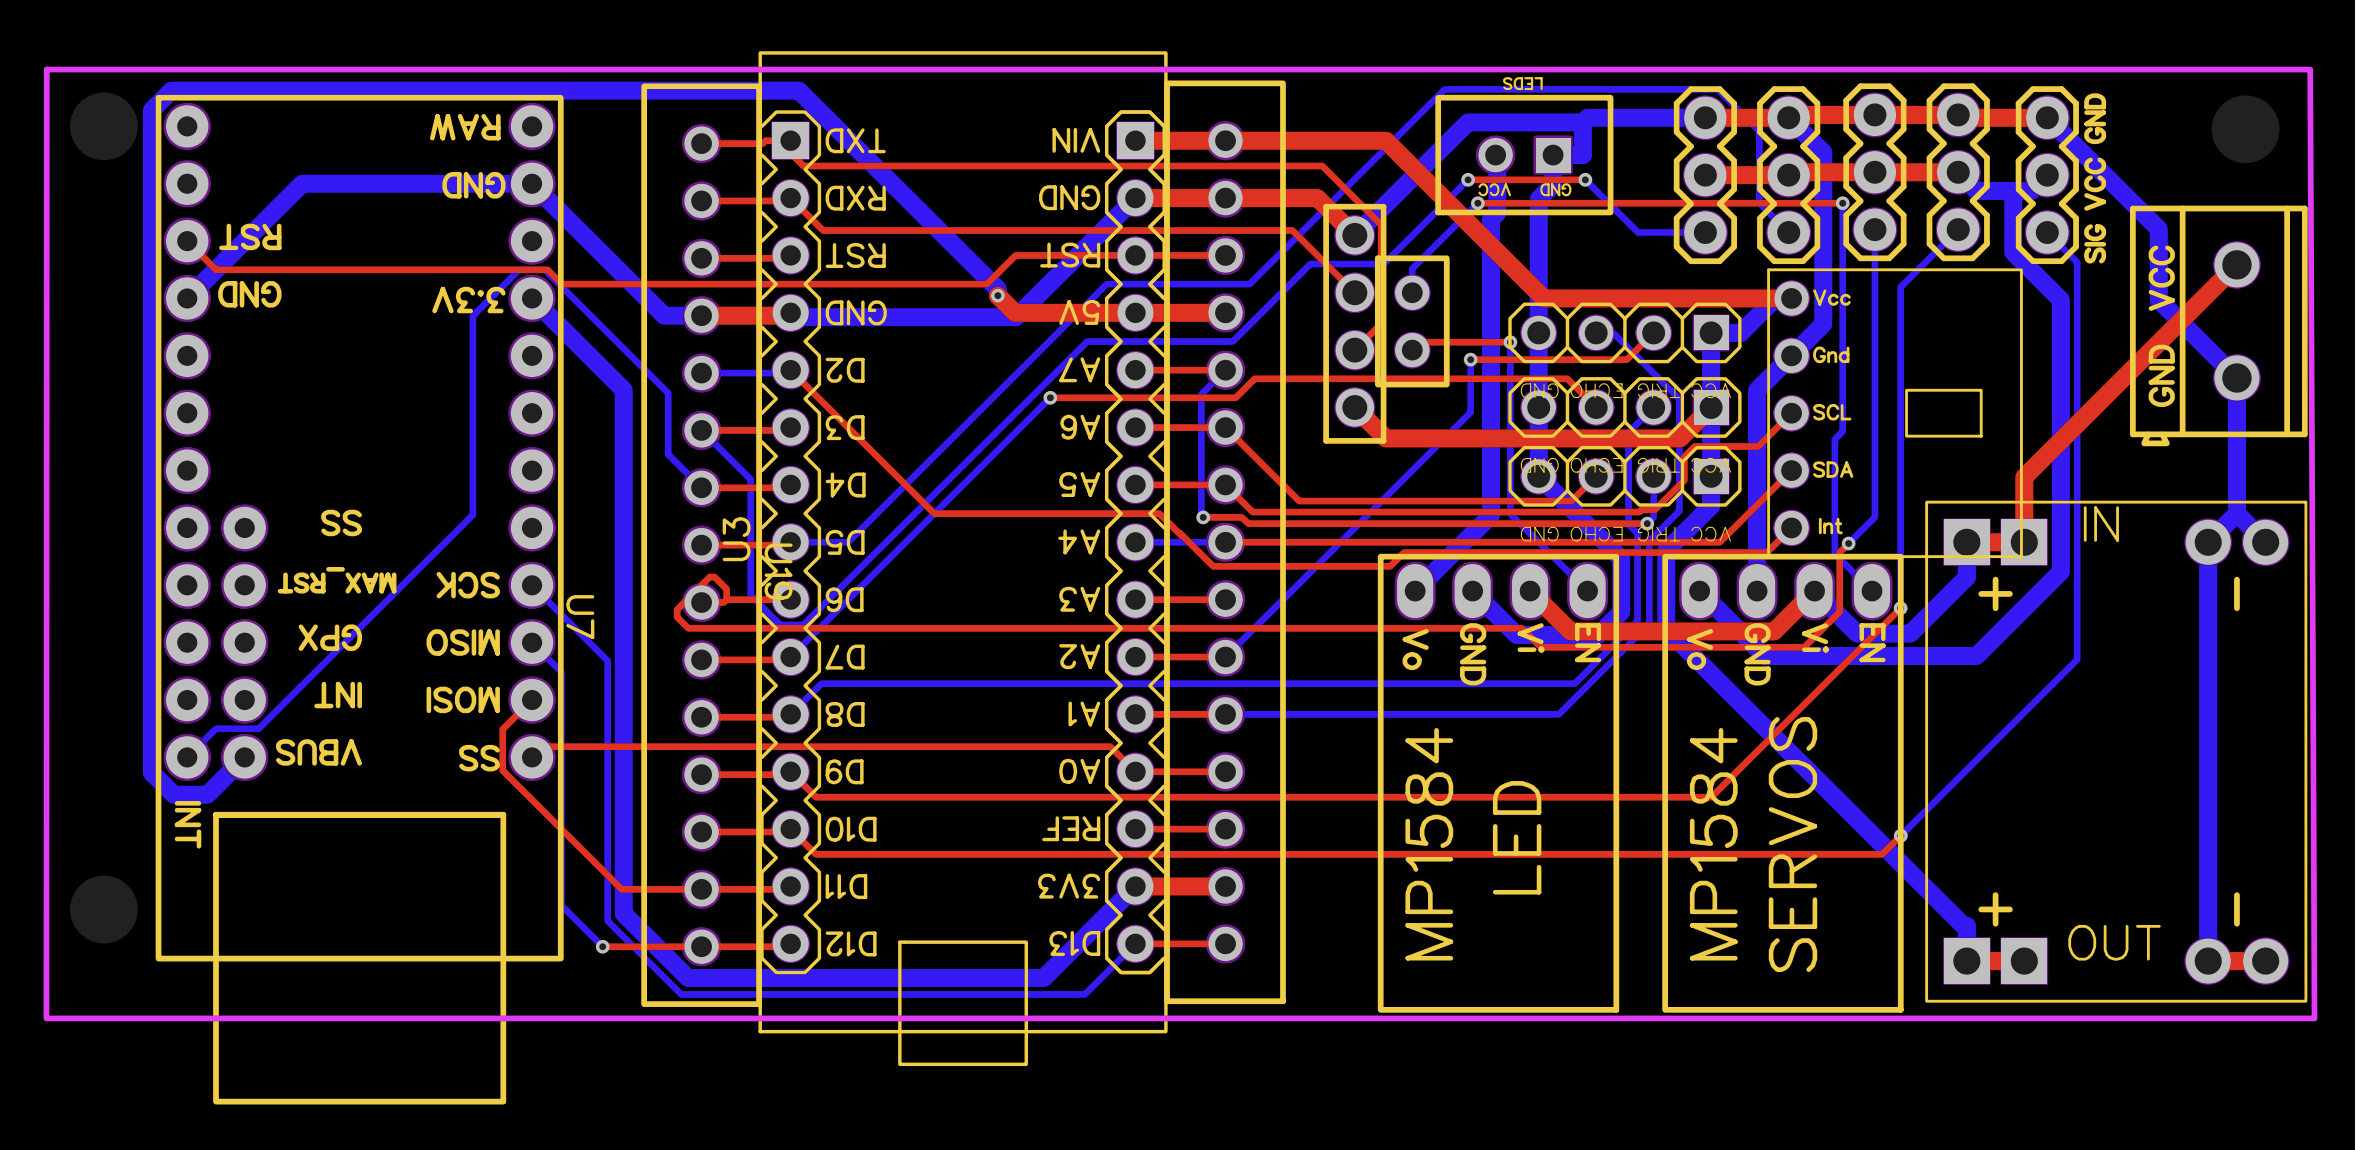 RAW
GND
3.3V
RST
GND
SS
MAX_RST
GPX
INT
VBUS
INT
SCK
MISO
MOSI
SS
U7
U3
U19
TXD
RXD
RST
GND
D2
D3
D4
D5
D6
D7
D8
D9
D10
D11
D12
VIN
GND
RST
5V
A7
A6
A5
A4
A3
A2
A1
A0
REF
3V3
D13
LEDS
VCC GND
SIG VCC GND
GND VCC
VCC TRIG ECHO GND
VCC TRIG ECHO GND
VCC TRIG ECHO GND
Vcc
Gnd
SCL
SDA
Int
Vo GND Vi EN
MP1584
LED
Vo GND Vi EN
MP1584
SERVOS
IN
+ −
+ −
OUT